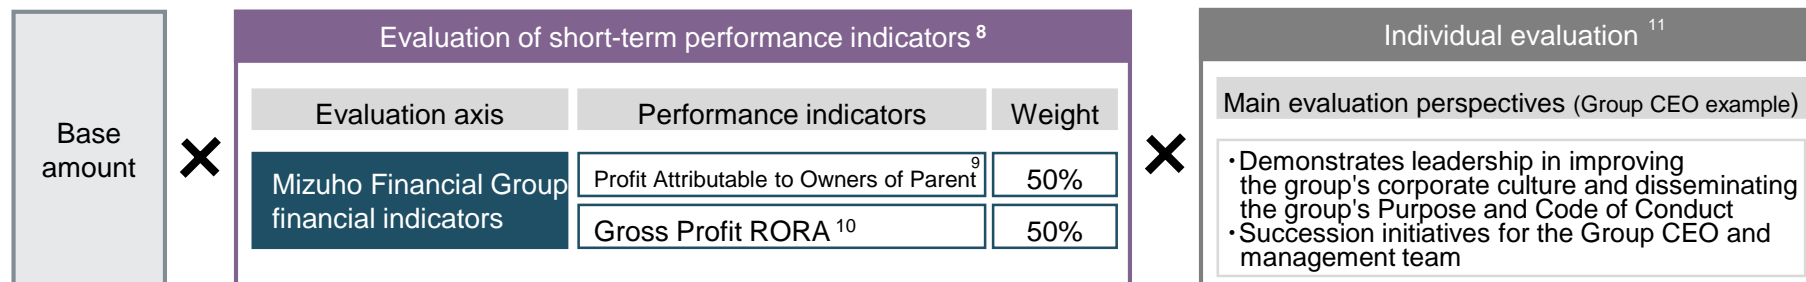 Base
amount
×
Evaluation of short-term performance indicators 8
Evaluation axis
Performance indicators
Weight
Mizuho Financial Group
financial indicators
Profit Attributable to Owners of Parent 9
50%
Gross Profit RORA 10
50%
×
Individual evaluation 11
Main evaluation perspectives (Group CEO example)
・Demonstrates leadership in improving
the group's corporate culture and disseminating
the group's Purpose and Code of Conduct
・Succession initiatives for the Group CEO and
management team